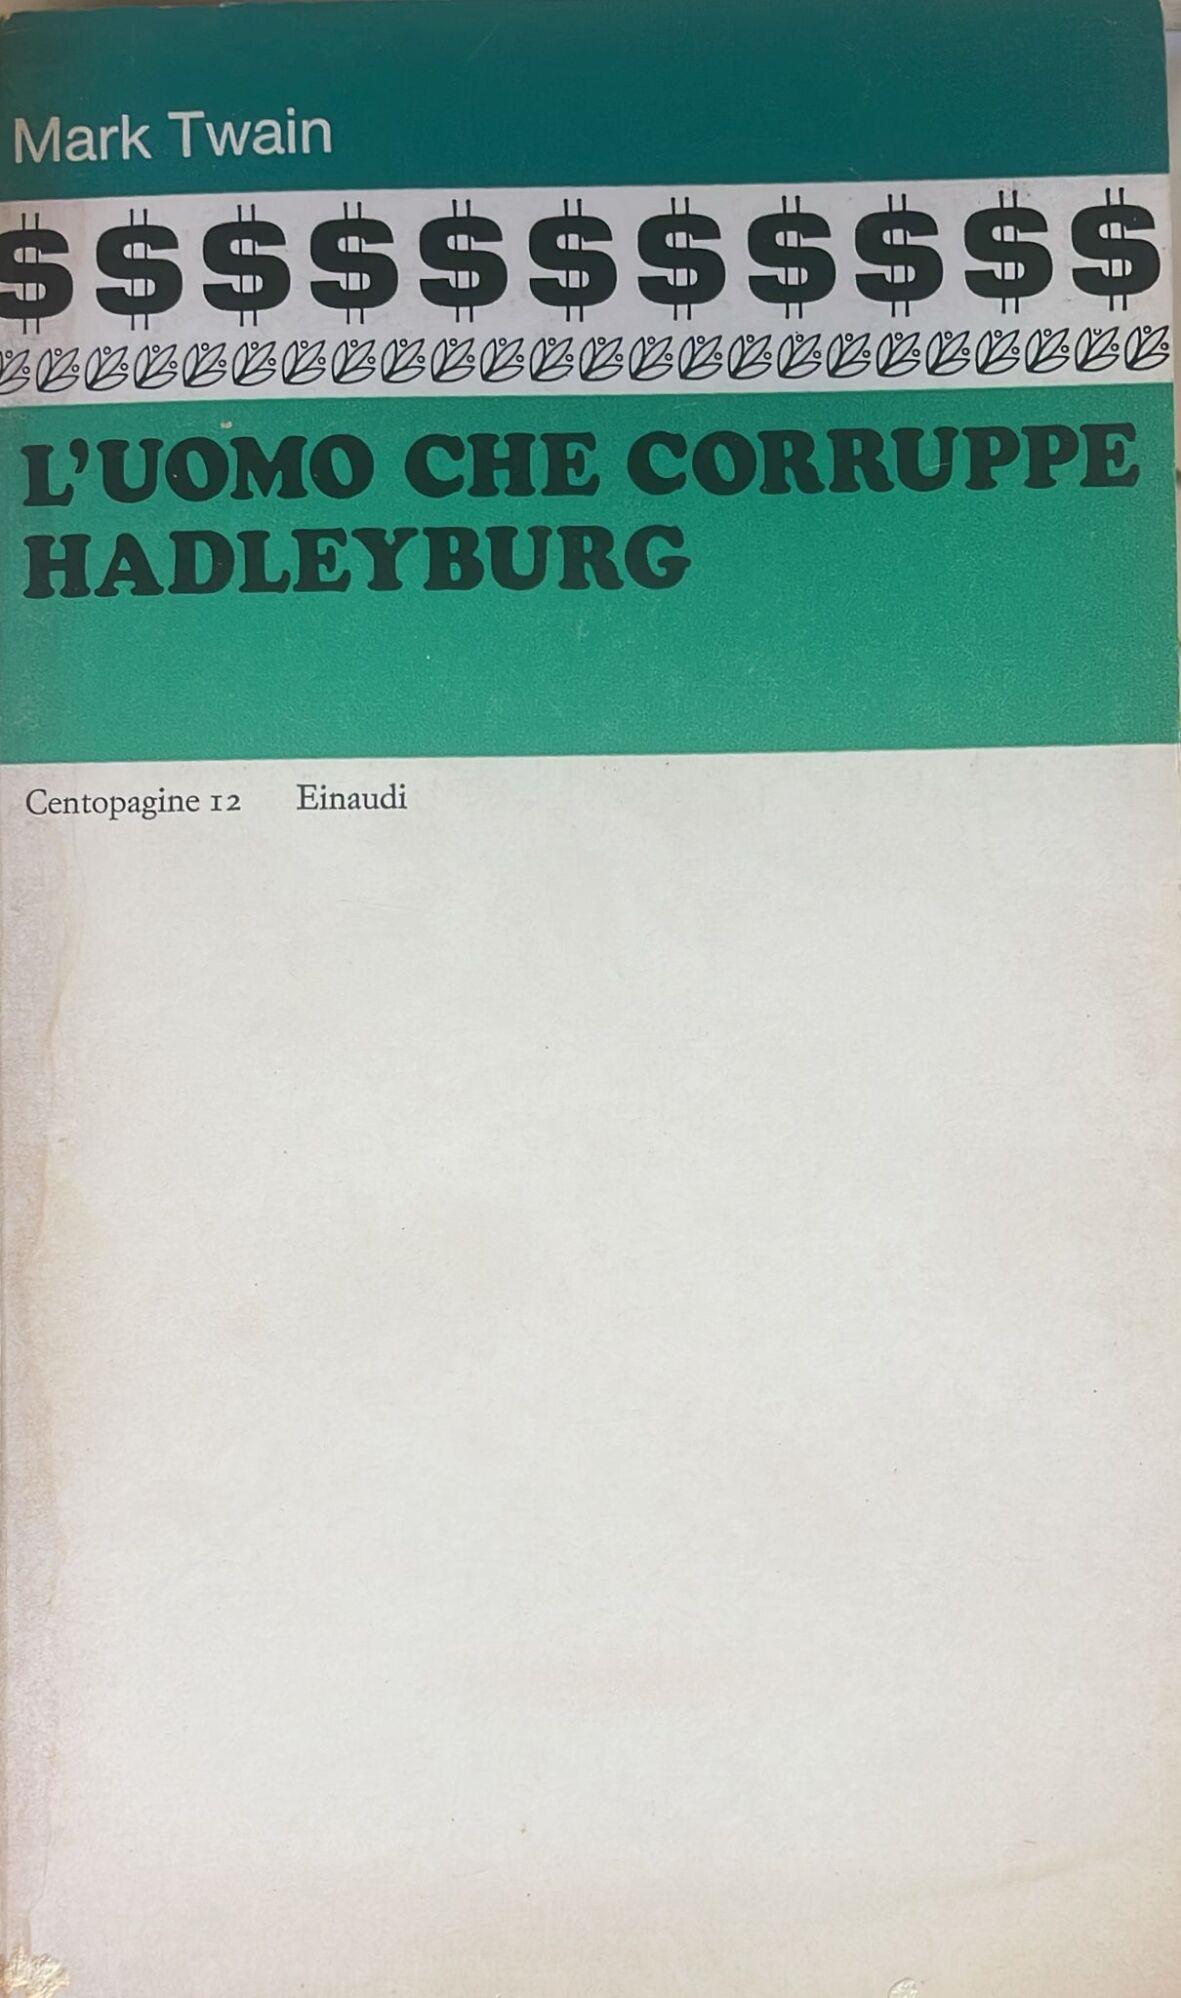 Mark Twain
$ $ $ $ $ $ $ $ $ $ $
L'UOMO CHE CORRUPPE
HADLEYBURG
Centopagine 12 Einaudi